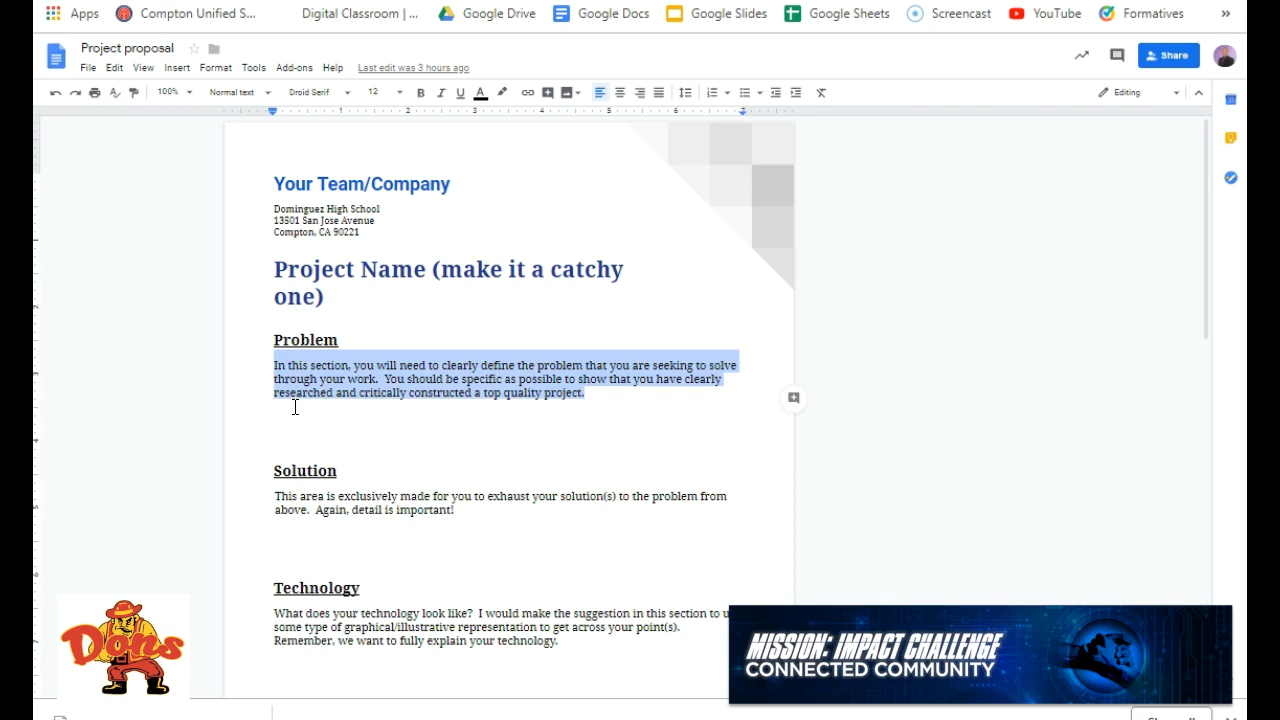 Apps
Compton Unified S...
Digital Classroom | ...
Google Drive
Google Docs
Google Slides
Google Sheets
Screencast
YouTube
Formatives
»
Project proposal
File Edit View Insert Format Tools Add-ons Help Last edit was 3 hours ago
Share
100% Normal text Droid Serif 12 B I U A Editing
1 2 3 4 5 6 7
Your Team/Company
Dominguez High School
13501 San Jose Avenue
Compton, CA 90221
Project Name (make it a catchy
one)
Problem
In this section, you will need to clearly define the problem that you are seeking to solve
through your work.  You should be specific as possible to show that you have clearly
researched and critically constructed a top quality project.
Solution
This area is exclusively made for you to exhaust your solution(s) to the problem from
above.  Again, detail is important!
Technology
What does your technology look like?  I would make the suggestion in this section to
some type of graphical/illustrative representation to get across your point(s).
Remember, we want to fully explain your technology.
Dons
MISSION: IMPACT CHALLENGE
CONNECTED COMMUNITY